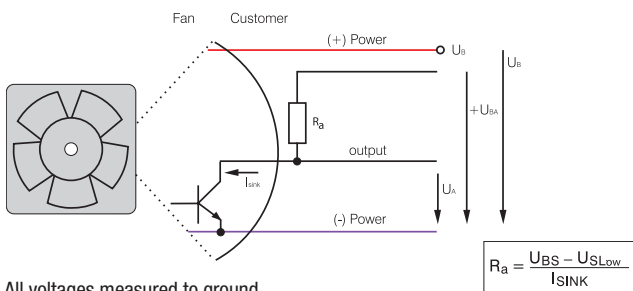 Fan Customer
(+) Power
UB
UB
Ra
+UBA
output
Isink
UA
(-) Power
Ra = UBS – USLow
ISINK
All voltages measured to ground